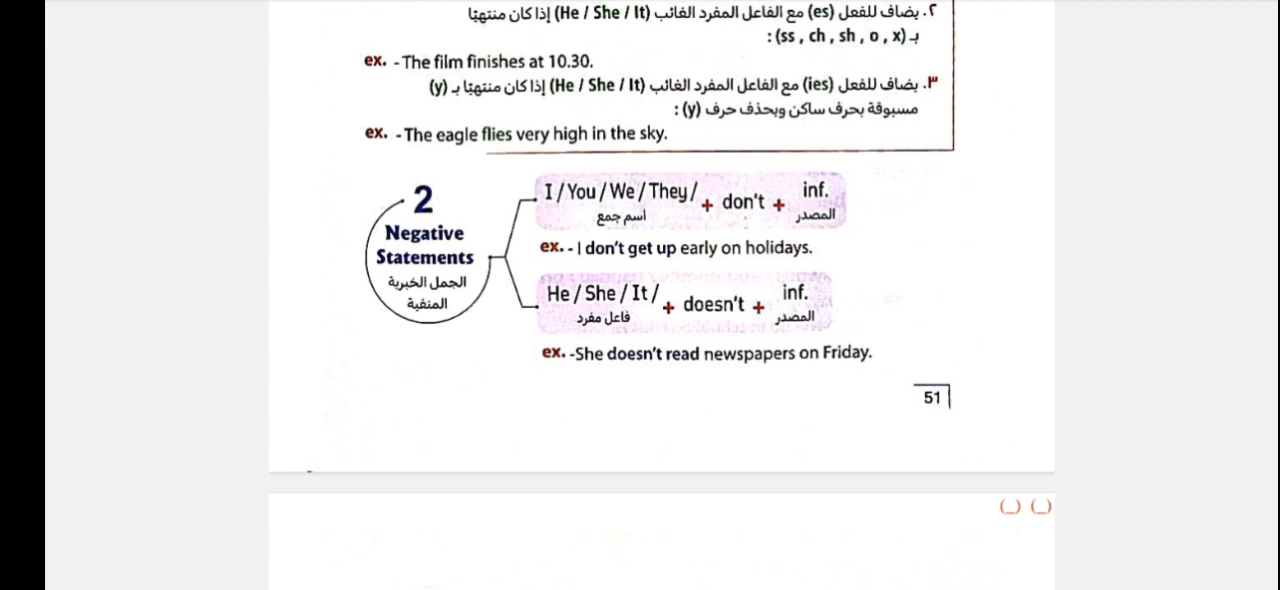 ٢. يضاف للفعل (es) مع الفاعل المفرد الغائب (He / She / It) إذا كان منتهيًا
بـ (ss , ch , sh , o , x) :
ex. - The film finishes at 10.30.
٣. يضاف للفعل (ies) مع الفاعل المفرد الغائب (He / She / It) إذا كان منتهيًا بـ (y)
مسبوقة بحرف ساكن ويحذف حرف (y) :
ex. - The eagle flies very high in the sky.
2
Negative
Statements
الجمل الخبرية
المنفية
I / You / We / They / + don't + inf.
اسم جمع المصدر
ex. - I don't get up early on holidays.
He / She / It / + doesn't + inf.
فاعل مفرد المصدر
ex. -She doesn't read newspapers on Friday.
51